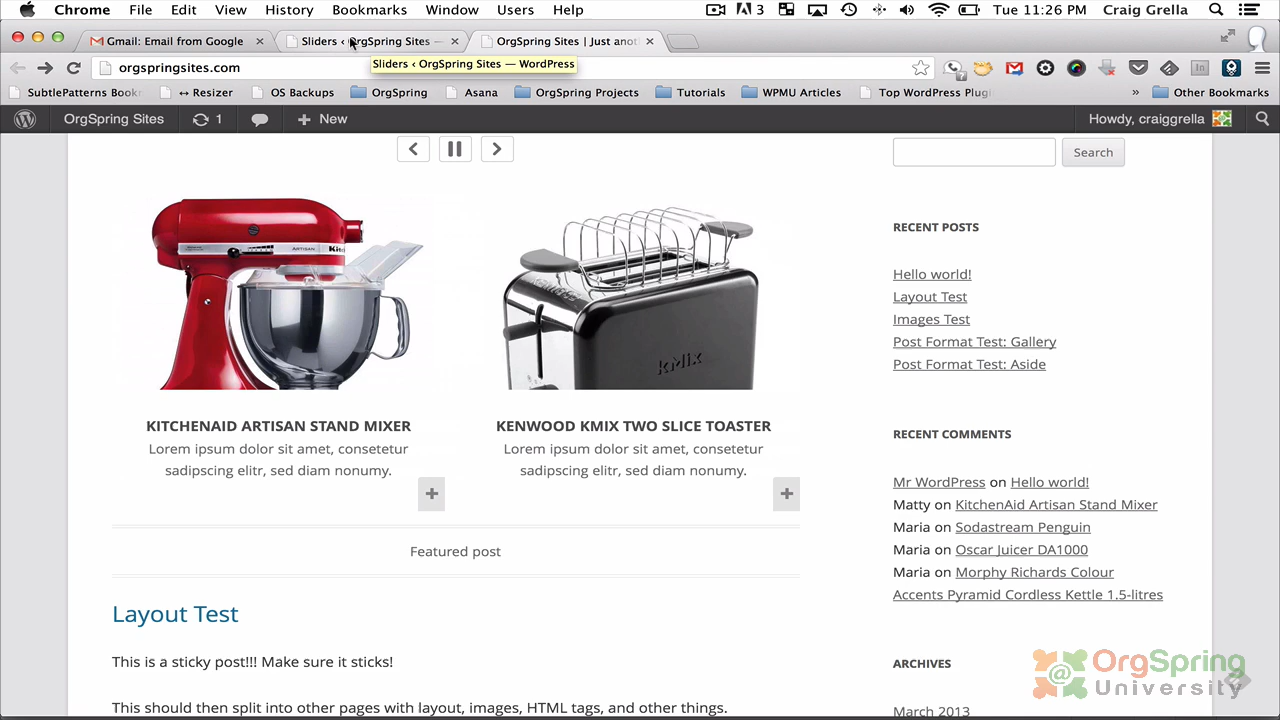 Chrome File Edit View History Bookmarks Window Users Help 3 Tue 11:26 PM Craig Grella
Gmail: Email from Google Sliders ‹ OrgSpring Sites — OrgSpring Sites | Just anot
orgspringsites.com
Sliders ‹ OrgSpring Sites — WordPress
SubtlePatterns Bookr ↔ Resizer OS Backups OrgSpring Asana OrgSpring Projects Tutorials WPMU Articles Top WordPress Plugi » Other Bookmarks
OrgSpring Sites 1 + New Howdy, craiggrella
Search
ARTISAN
kMix
KITCHENAID ARTISAN STAND MIXER
Lorem ipsum dolor sit amet, consetetur
sadipscing elitr, sed diam nonumy.
+
KENWOOD KMIX TWO SLICE TOASTER
Lorem ipsum dolor sit amet, consetetur
sadipscing elitr, sed diam nonumy.
+
Featured post
Layout Test
This is a sticky post!!! Make sure it sticks!
This should then split into other pages with layout, images, HTML tags, and other things.
RECENT POSTS
Hello world!
Layout Test
Images Test
Post Format Test: Gallery
Post Format Test: Aside
RECENT COMMENTS
Mr WordPress on Hello world!
Matty on KitchenAid Artisan Stand Mixer
Maria on Sodastream Penguin
Maria on Oscar Juicer DA1000
Maria on Morphy Richards Colour
Accents Pyramid Cordless Kettle 1.5-litres
ARCHIVES
March 2013
OrgSpring
University